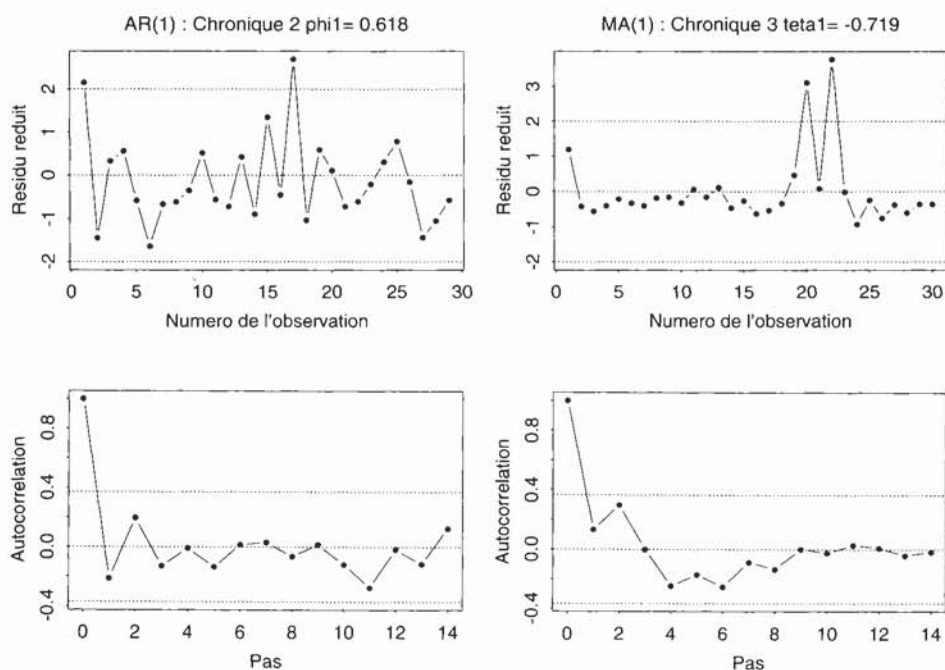 AR(1) : Chronique 2 phi1= 0.618
MA(1) : Chronique 3 teta1= -0.719
Residu reduit
2
1
0
-1
-2
0 5 10 15 20 25 30
Numero de l'observation
Residu reduit
3
2
1
0
-1
-2
0 5 10 15 20 25 30
Numero de l'observation
Autocorrelation
0.8
0.4
0.0
-0.4
0 2 4 6 8 10 12 14
Pas
Autocorrelation
0.8
0.4
0.0
-0.4
0 2 4 6 8 10 12 14
Pas